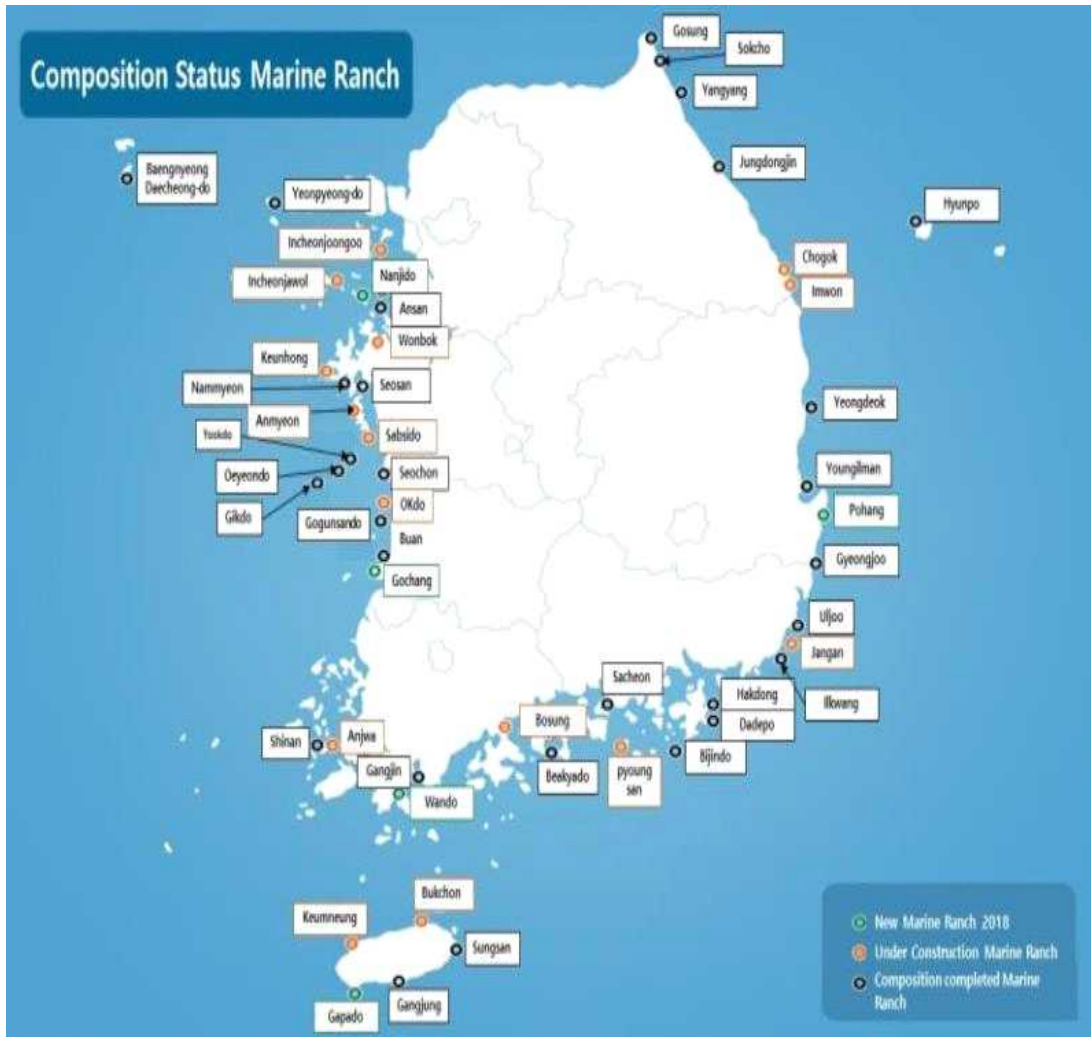 Composition Status Marine Ranch
Gosung
Sokcho
Yangyang
Baengnyeong
Daecheong-do
Yeonpyeong-do
Jungdongjin
Hyunpo
Incheonjoongoo
Chogok
Incheonjawol
Nanjido
Imwon
Ansan
Wonbok
Keunhong
Nammyeon
Seosan
Yeongdeok
Anmyeon
Yookdo
Sabsido
Oeyeondo
Seochon
Youngilman
OKdo
Pohang
Gikdo
Gogunsando
Buan
Gyeongjoo
Gochang
Uljoo
Jangan
Sacheon
Hakdong
Ilkwang
Bosung
Dadepo
Shinan
Anjwa
Bijindo
Gangjin
Beakyado
pyoung
san
Wando
Bukchon
Keumneung
Sungsan
Gangjung
Gapado
New Marine Ranch 2018
Under Construction Marine Ranch
Composition completed Marine
Ranch